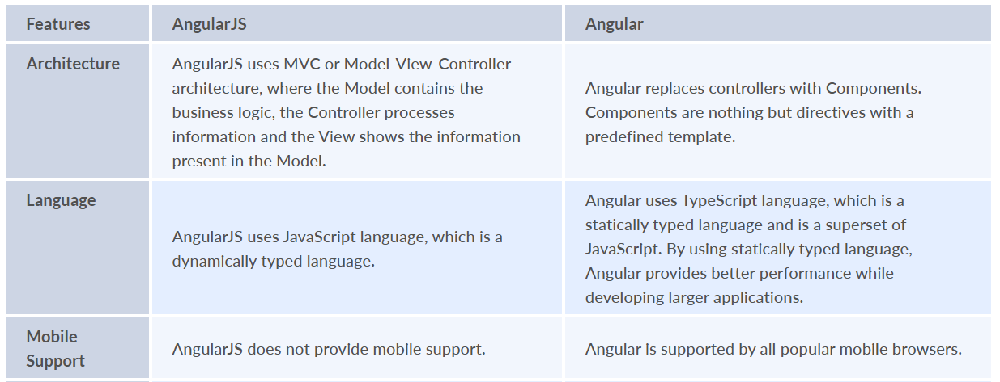 Features
AngularJS
Angular
Architecture
AngularJS uses MVC or Model-View-Controller
architecture, where the Model contains the
business logic, the Controller processes
information and the View shows the information
present in the Model.
Angular replaces controllers with Components.
Components are nothing but directives with a
predefined template.
Language
AngularJS uses JavaScript language, which is a
dynamically typed language.
Angular uses TypeScript language, which is a
statically typed language and is a superset of
JavaScript. By using statically typed language,
Angular provides better performance while
developing larger applications.
Mobile
Support
AngularJS does not provide mobile support.
Angular is supported by all popular mobile browsers.